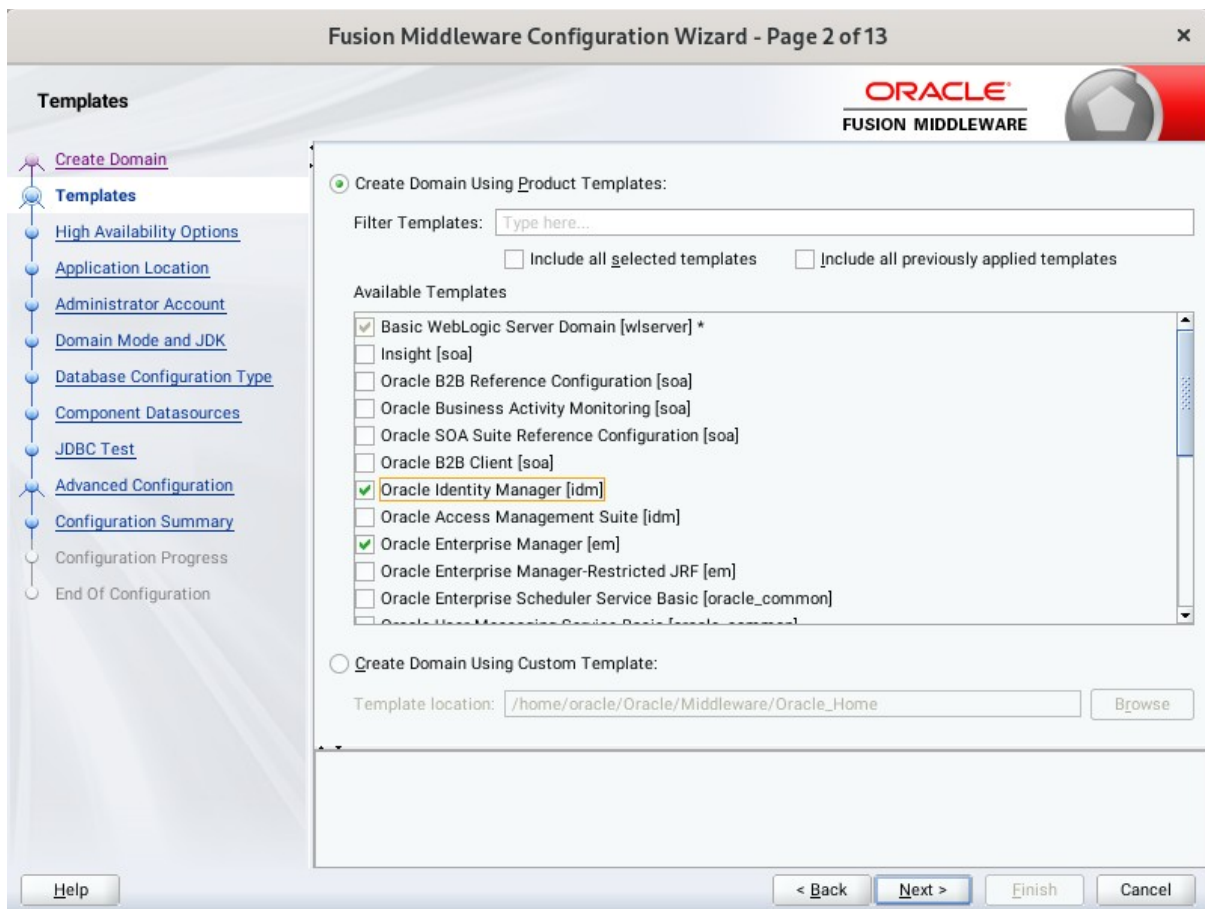 Fusion Middleware Configuration Wizard - Page 2 of 13
Templates
ORACLE
FUSION MIDDLEWARE
Create Domain
Templates
High Availability Options
Application Location
Administrator Account
Domain Mode and JDK
Database Configuration Type
Component Datasources
JDBC Test
Advanced Configuration
Configuration Summary
Configuration Progress
End Of Configuration
Create Domain Using Product Templates:
Filter Templates: Type here...
Include all selected templates Include all previously applied templates
Available Templates
Basic WebLogic Server Domain [wlserver] *
Insight [soa]
Oracle B2B Reference Configuration [soa]
Oracle Business Activity Monitoring [soa]
Oracle SOA Suite Reference Configuration [soa]
Oracle B2B Client [soa]
Oracle Identity Manager [idm]
Oracle Access Management Suite [idm]
Oracle Enterprise Manager [em]
Oracle Enterprise Manager-Restricted JRF [em]
Oracle Enterprise Scheduler Service Basic [oracle_common]
Create Domain Using Custom Template:
Template location: /home/oracle/Oracle/Middleware/Oracle_Home Browse
Help < Back Next > Finish Cancel